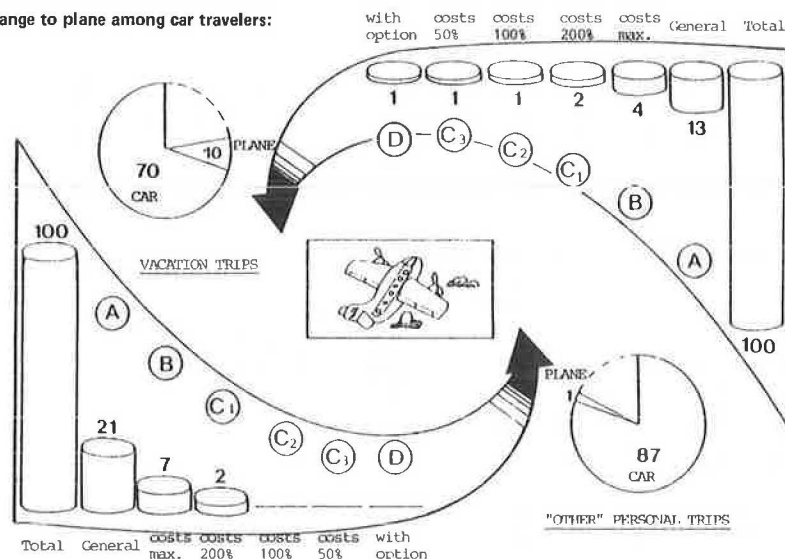 ange to plane among car travelers:
with costs costs costs costs General Total
option 50% 100% 200% max.
1 1 1 2 4 13
D C3 C2 C1 B A
100
PLANE
10
70
CAR
VACATION TRIPS
100
A B C1 C2 C3 D
21 7 2
PLANE
1
87
CAR
"OTHER" PERSONAL TRIPS
Total General costs costs costs costs with
max. 200% 100% 50% option